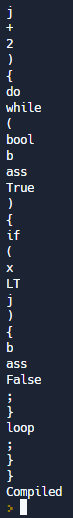 j
+
2
)
{
do
while
(
bool
b
ass
True
)
{
if
(
x
LT
j
)
{
b
ass
False
;
}
loop
;
}
}
Compiled
>